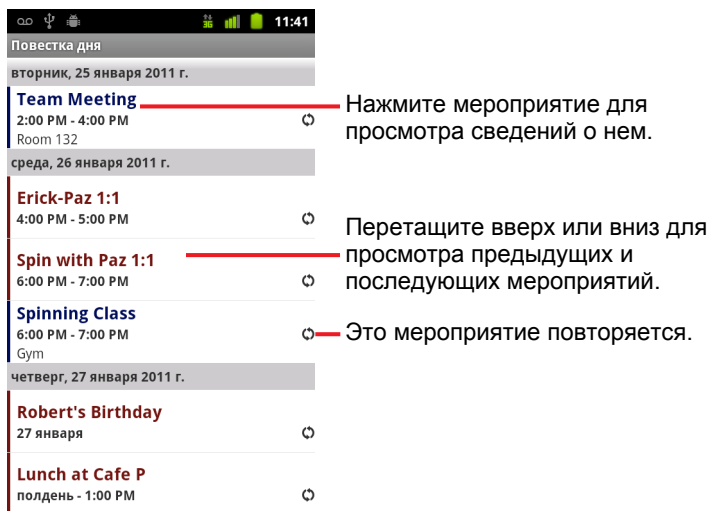 3G 11:41
Повестка дня
вторник, 25 января 2011 г.
Team Meeting
2:00 PM - 4:00 PM
Room 132
Нажмите мероприятие для
просмотра сведений о нем.
среда, 26 января 2011 г.
Erick-Paz 1:1
4:00 PM - 5:00 PM
Spin with Paz 1:1
6:00 PM - 7:00 PM
Перетащите вверх или вниз для
просмотра предыдущих и
последующих мероприятий.
Spinning Class
6:00 PM - 7:00 PM
Gym
Это мероприятие повторяется.
четверг, 27 января 2011 г.
Robert's Birthday
27 января
Lunch at Cafe P
полдень - 1:00 PM